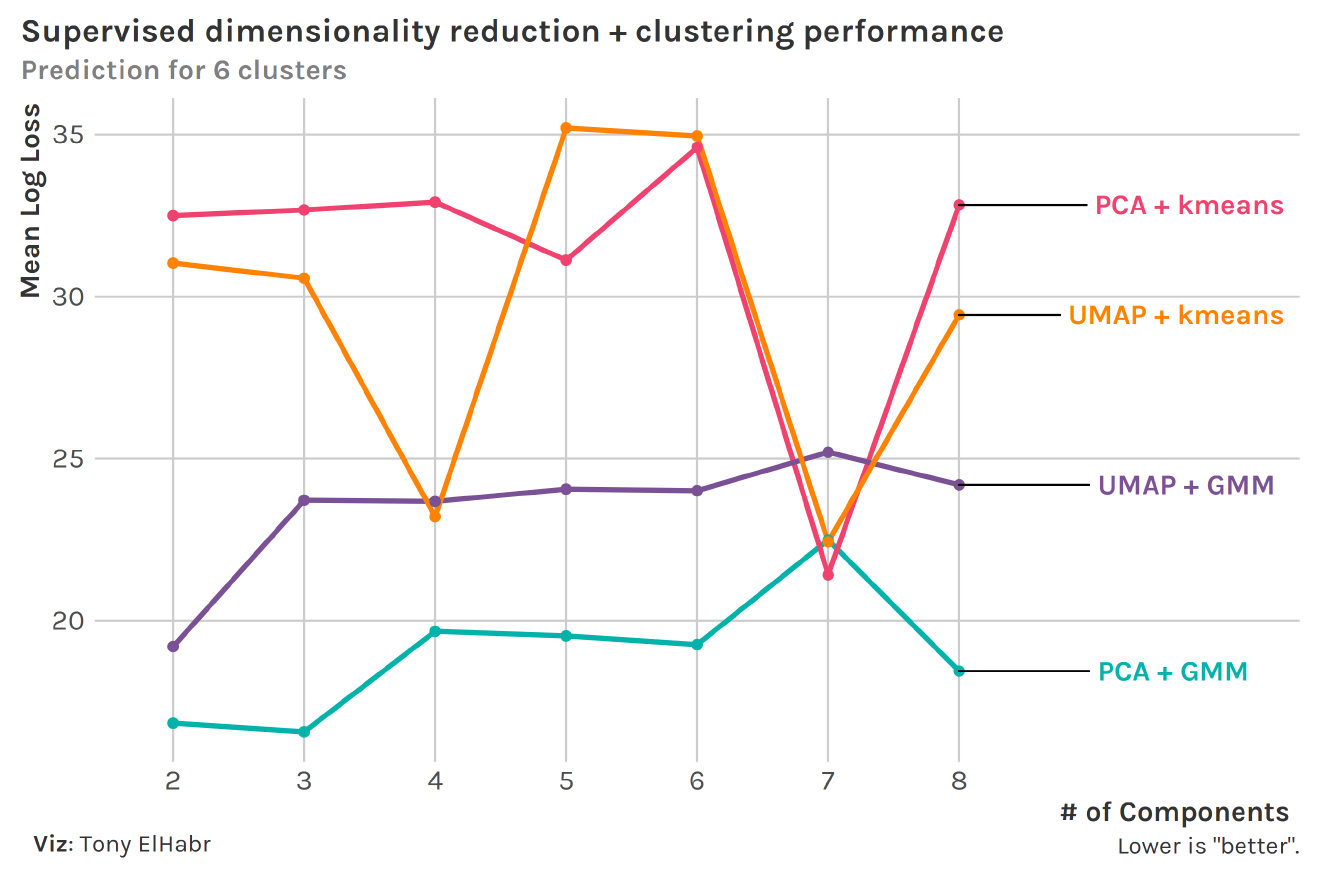 Supervised dimensionality reduction + clustering performance
Prediction for 6 clusters
Mean Log Loss
35
30
25
20
PCA + kmeans
UMAP + kmeans
UMAP + GMM
PCA + GMM
2 3 4 5 6 7 8
# of Components
Viz: Tony ElHabr
Lower is "better".